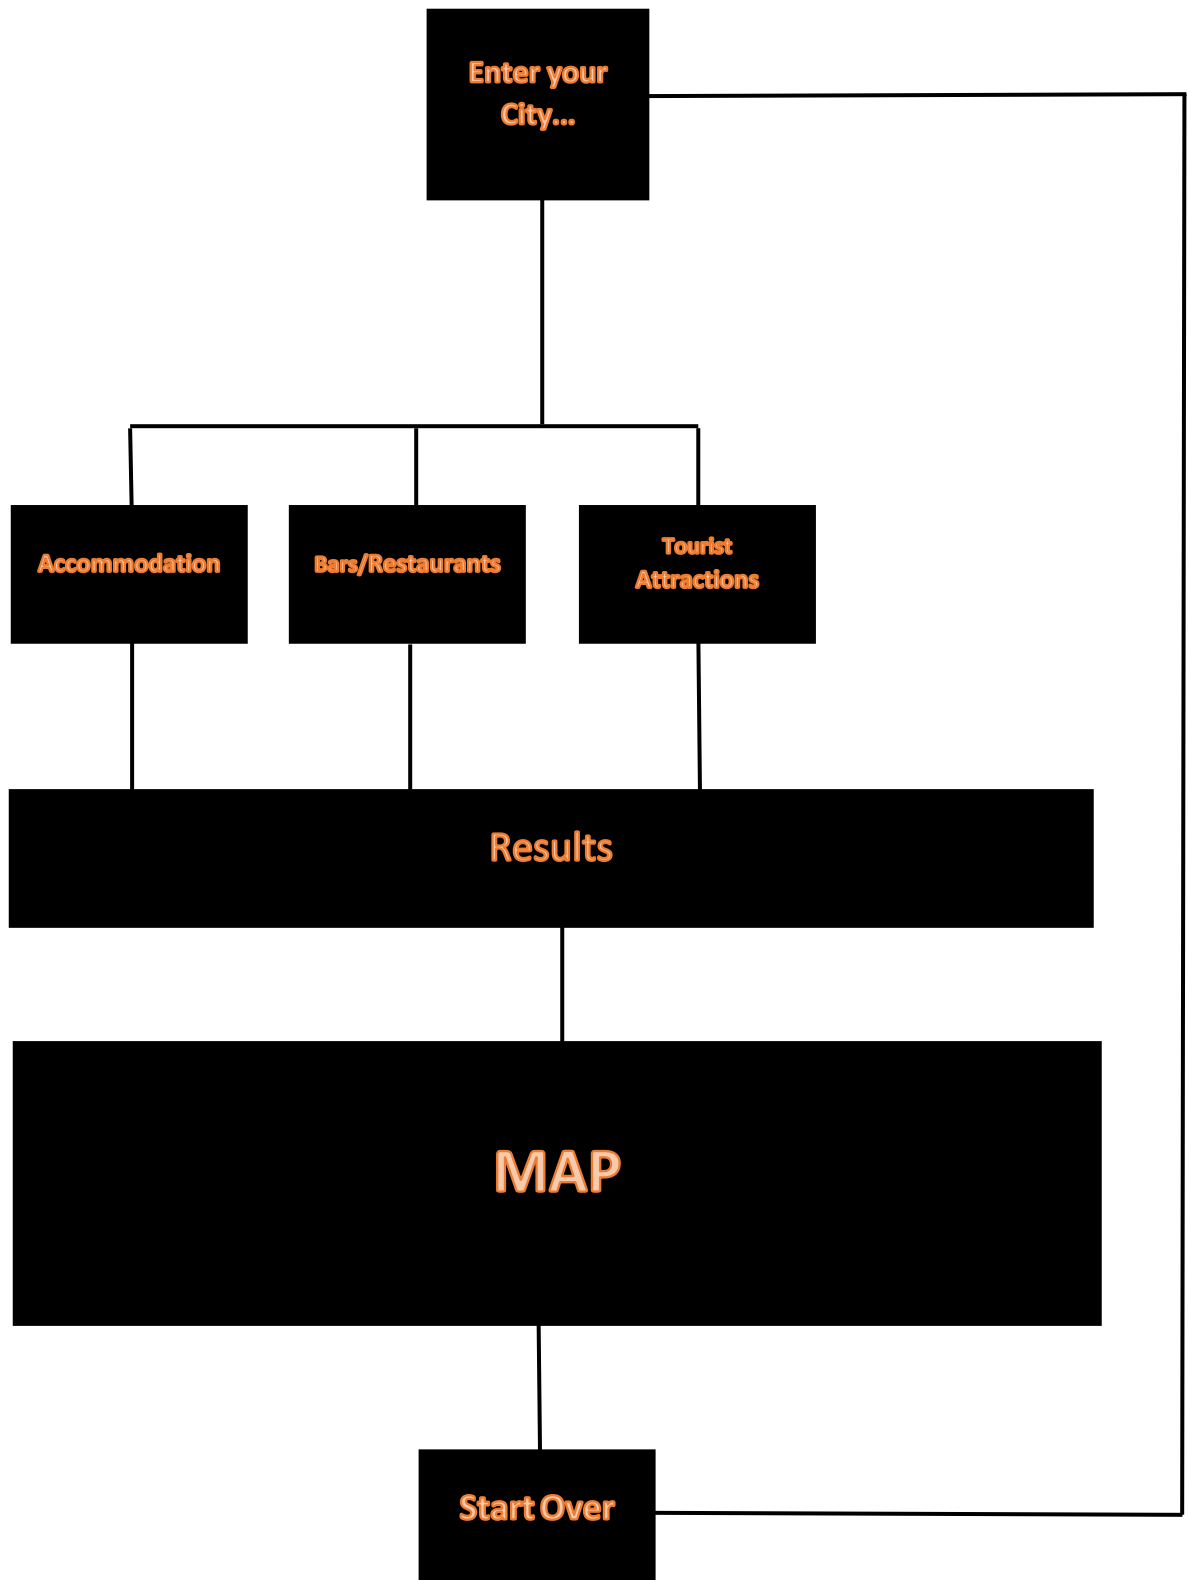 Enter your
City...
Accommodation
Bars/Restaurants
Tourist
Attractions
Results
MAP
Start Over